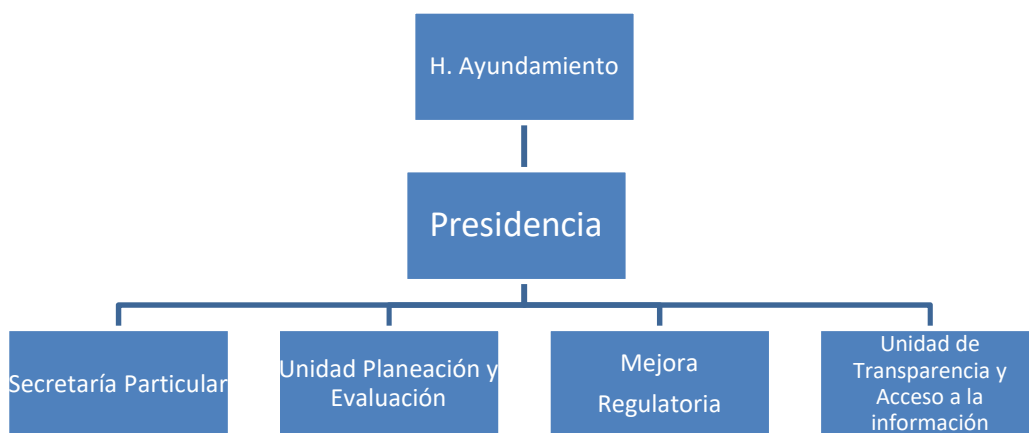 H. Ayundamiento
Presidencia
Secretaría Particular
Unidad Planeación y
Evaluación
Mejora
Regulatoria
Unidad de
Transparencia y
Acceso a la
información